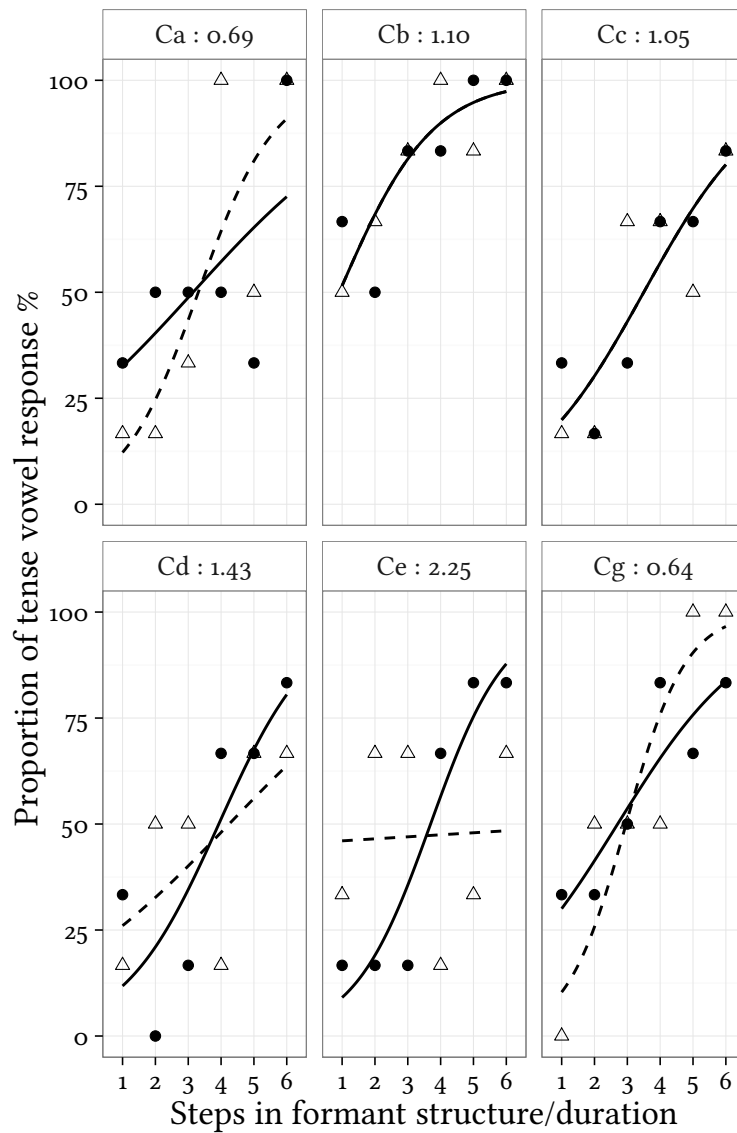 Ca : 0.69
Cb : 1.10
Cc : 1.05
100
75
50
25
0
Cd : 1.43
Ce : 2.25
Cg : 0.64
100
75
50
25
0
1 2 3 4 5 6
1 2 3 4 5 6
1 2 3 4 5 6
Steps in formant structure/duration
Proportion of tense vowel response %